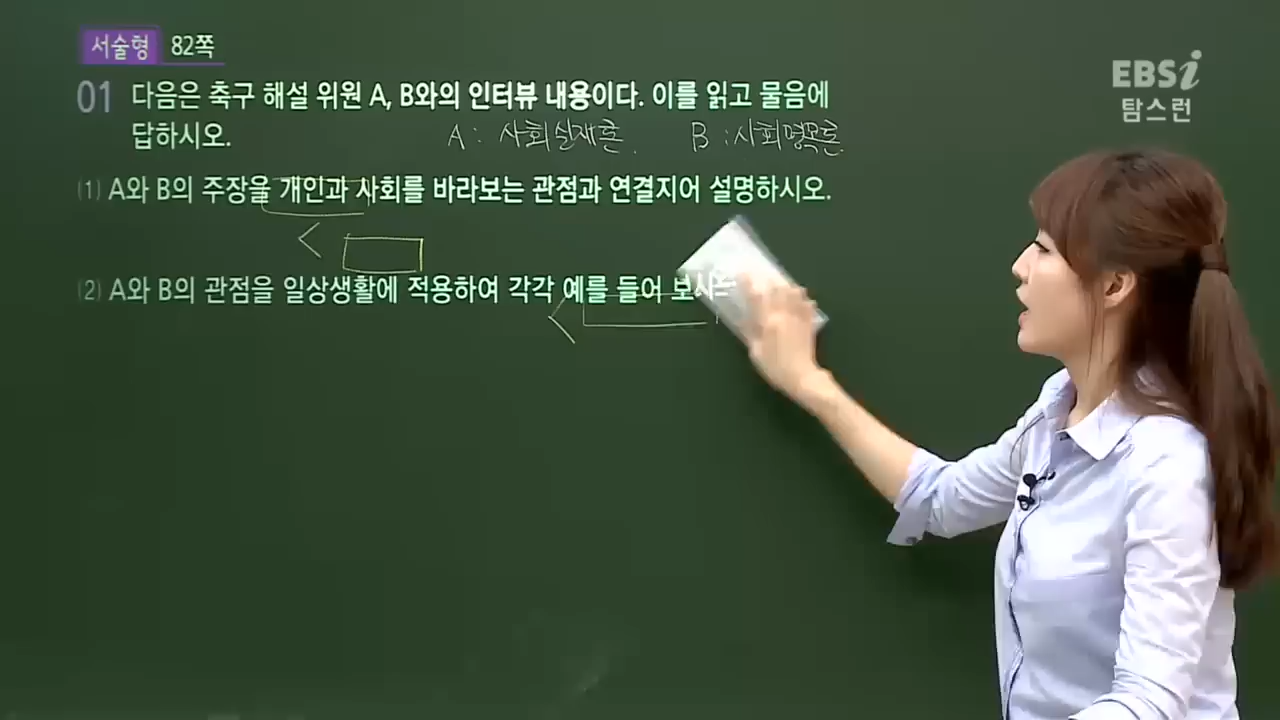 서술형 82쪽
EBSi
탐스런
01 다음은 축구 해설 위원 A, B와의 인터뷰 내용이다. 이를 읽고 물음에
답하시오.
A : 사회실재론. B : 사회명목론.
(1) A와 B의 주장을 개인과 사회를 바라보는 관점과 연결지어 설명하시오.
(2) A와 B의 관점을 일상생활에 적용하여 각각 예를 들어